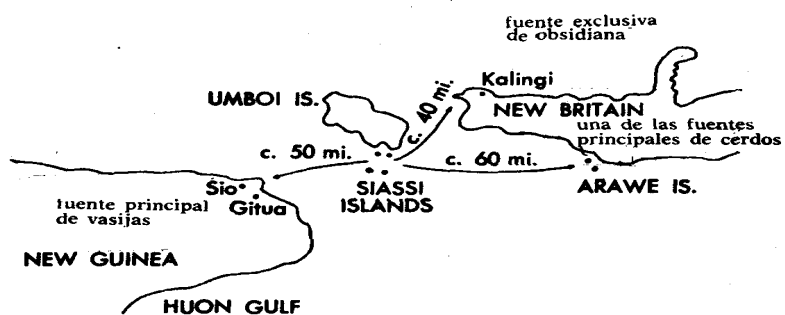 fuente exclusiva
de obsidiana
Kalingi
UMBOI IS.
c. 40 mi.
NEW BRITAIN
una de las fuentes
principales de cerdos
c. 50 mi.
c. 60 mi.
Sio
SIASSI
ISLANDS
ARAWE IS.
fuente principal
de vasijas
Gitua
NEW GUINEA
HUON GULF